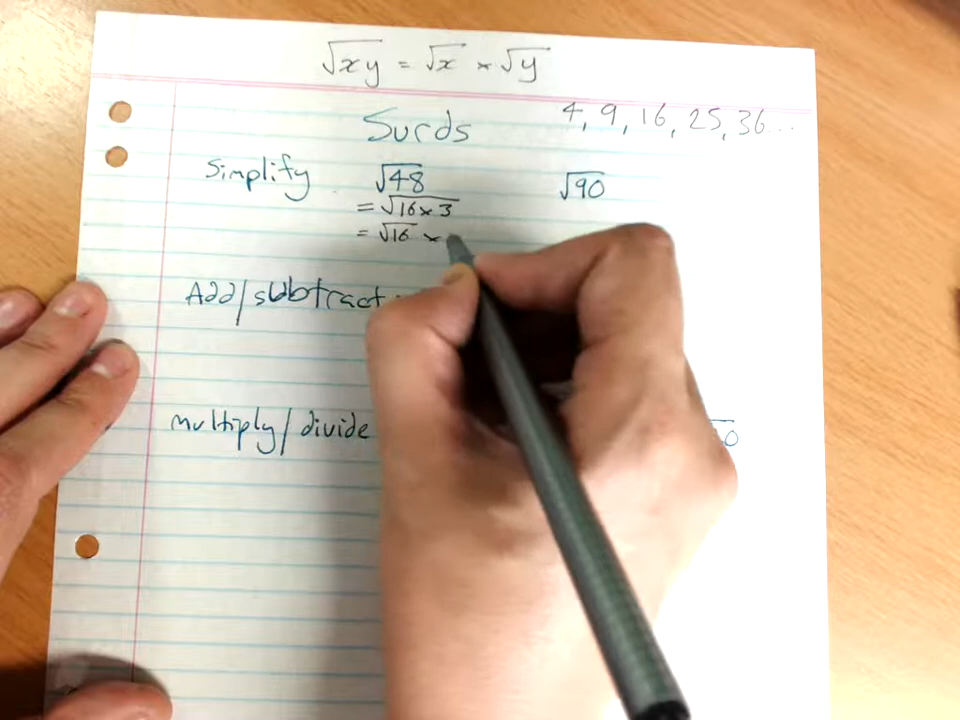 √xy = √x × √y
Surds 4, 9, 16, 25, 36...
Simplify √48 √90
= √16 × 3
= √16 ×
Add/subtract
multiply/divide